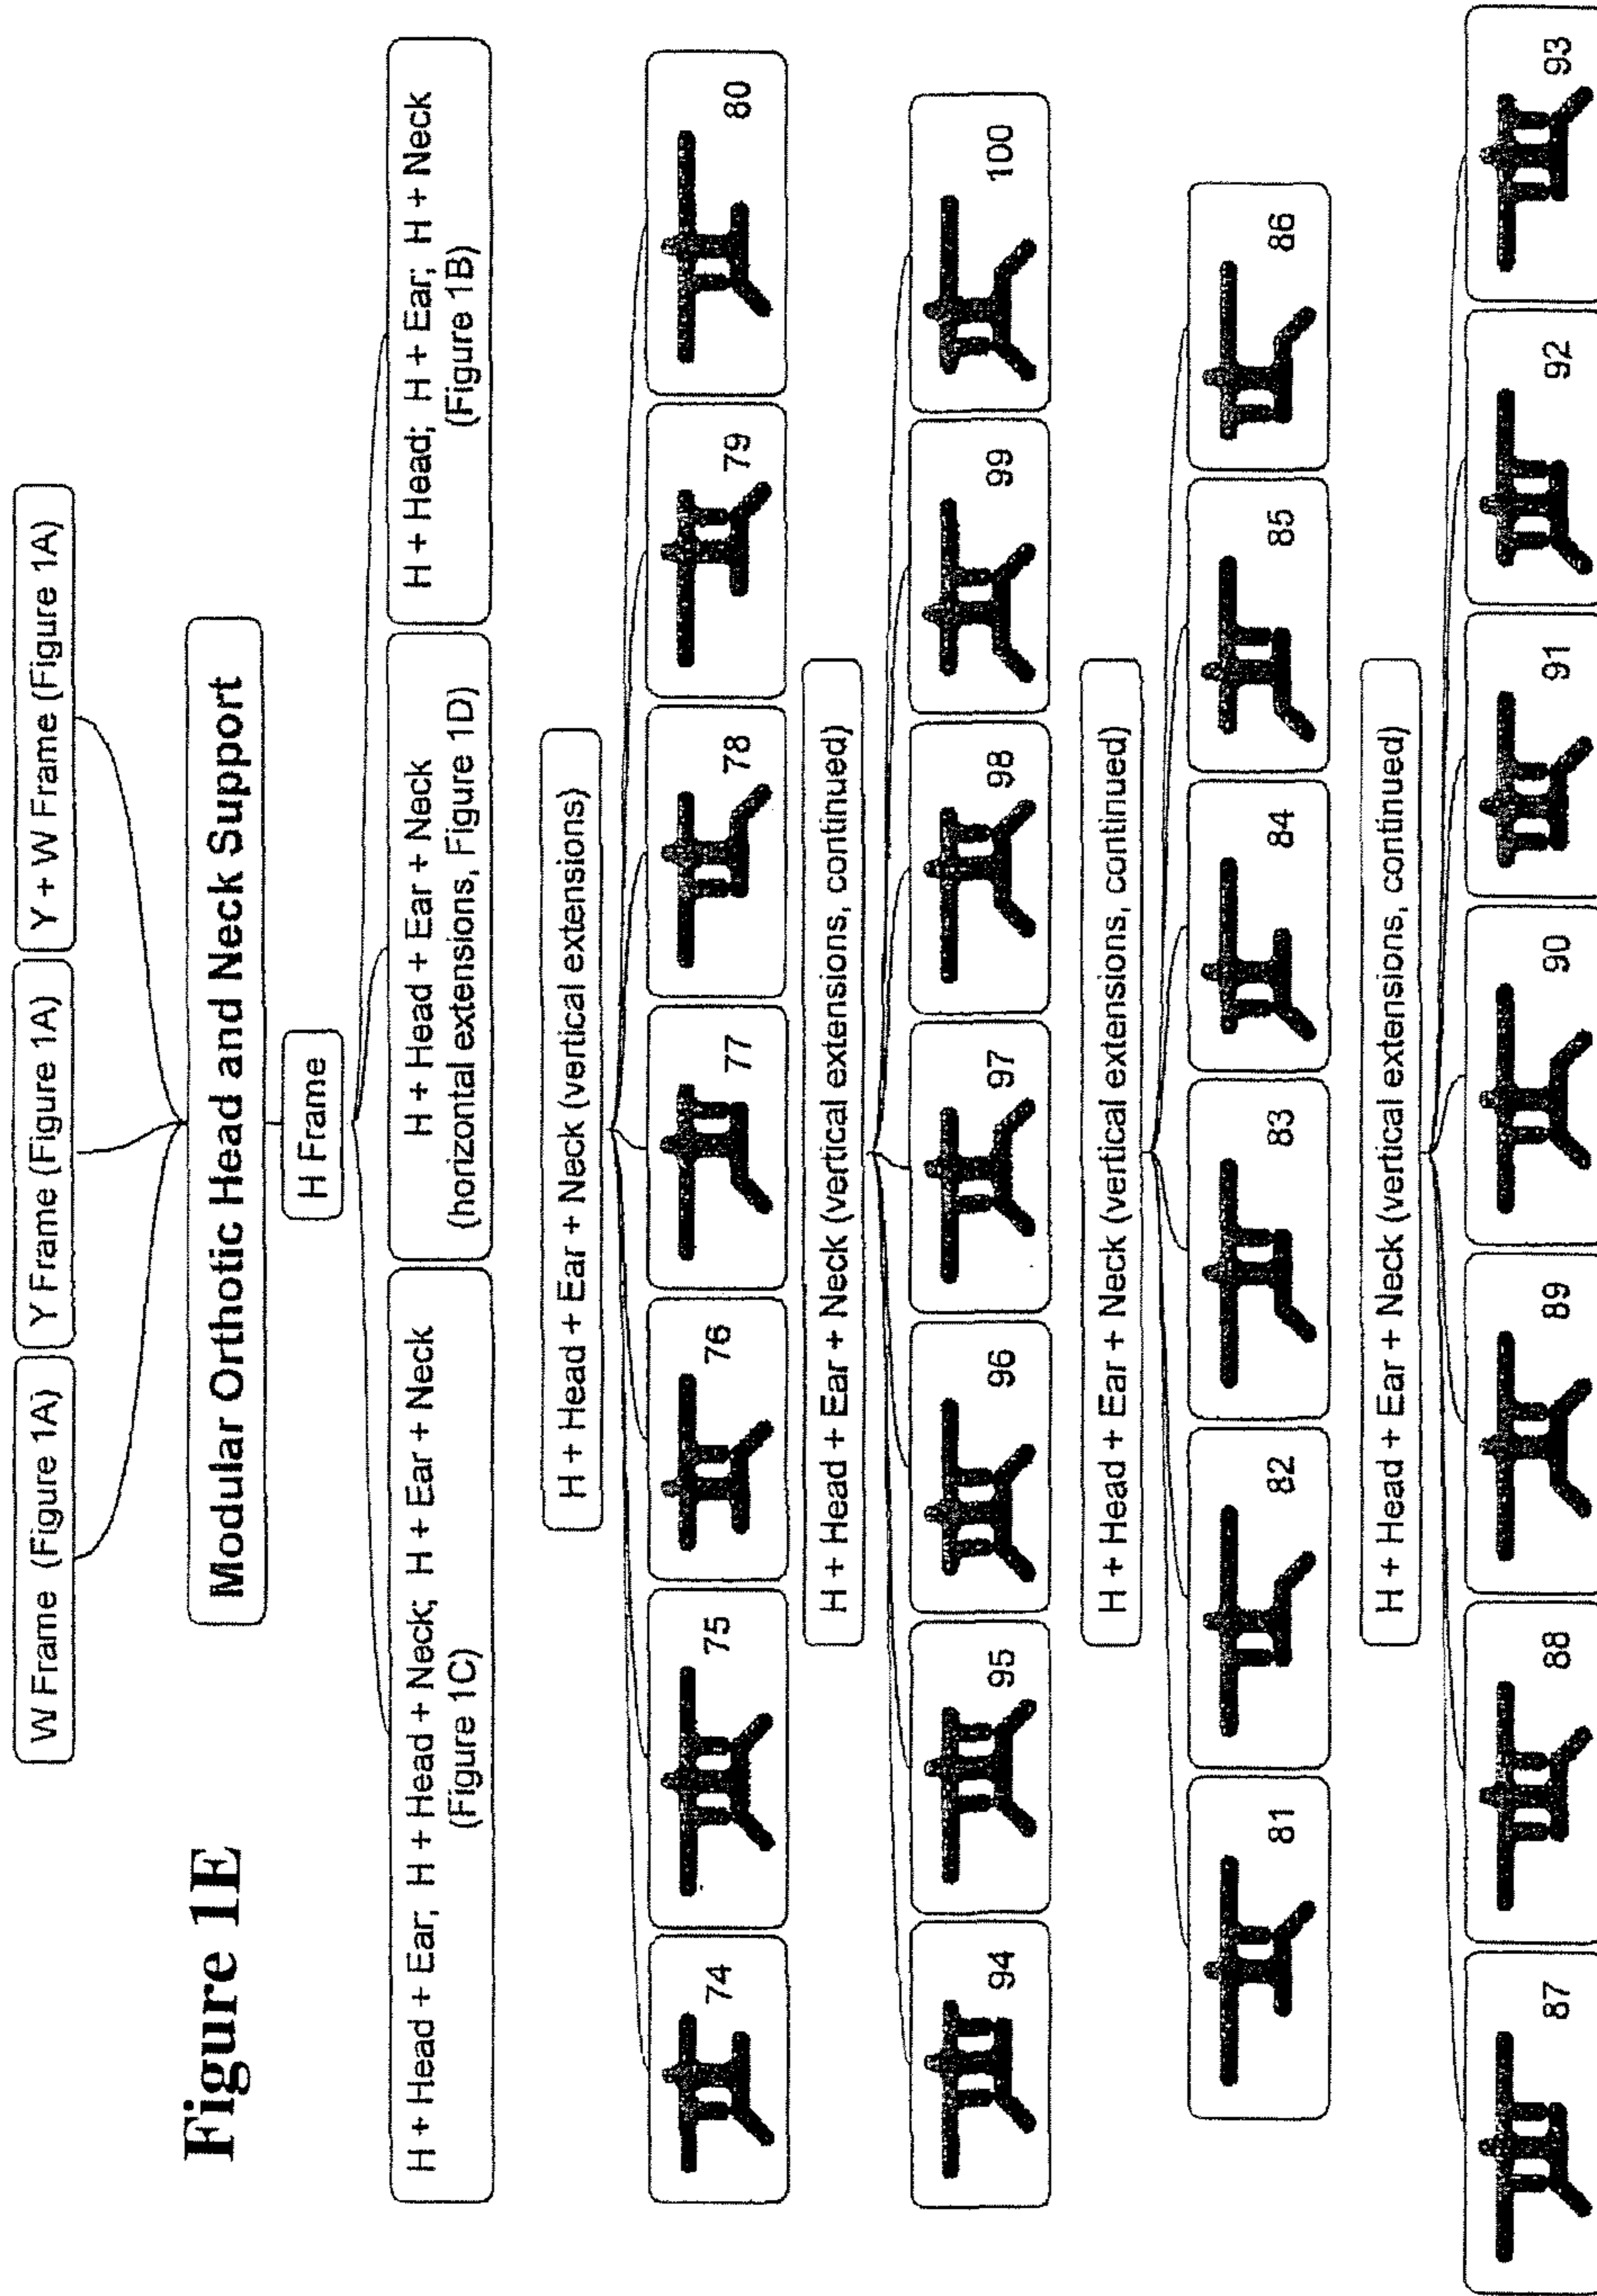 Figure 1E
W Frame (Figure 1A)
Y Frame (Figure 1A)
Y + W Frame (Figure 1A)
Modular Orthotic Head and Neck Support
H Frame
H + Head + Ear; H + Head + Neck; H + Ear + Neck
(Figure 1C)
H + Head + Ear + Neck
(horizontal extensions, Figure 1D)
H + Head; H + Ear; H + Neck
(Figure 1B)
H + Head + Ear + Neck (vertical extensions)
74
75
76
77
78
79
80
H + Head + Ear + Neck (vertical extensions, continued)
94
95
96
97
98
99
100
H + Head + Ear + Neck (vertical extensions, continued)
81
82
83
84
85
86
H + Head + Ear + Neck (vertical extensions, continued)
87
88
89
90
91
92
93